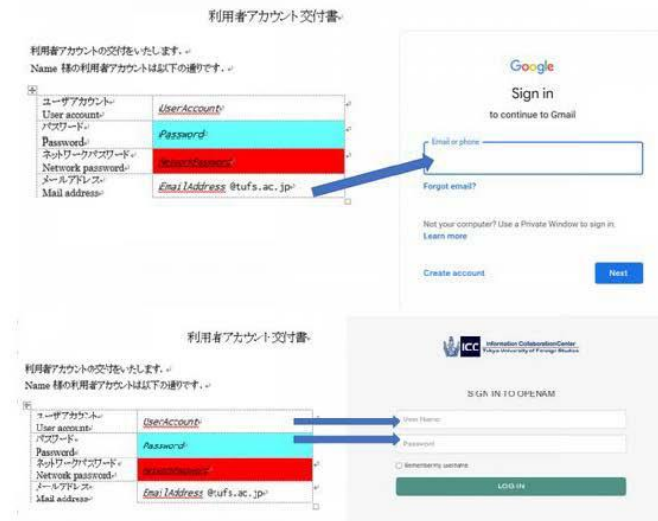 利用者アカウント交付書
利用者アカウントの交付をいたします.
Name 様の利用者アカウントは以下の通りです.
ユーザアカウント
User account
UserAccount
パスワード
Password
Password
ネットワークパスワード
Network password
NetworkPassword
メールアドレス
Mail address
EmailAddress @tufs.ac.jp
Google
Sign in
to continue to Gmail
Email or phone
Forgot email?
Not your computer? Use a Private Window to sign in.
Learn more
Create account
Next
利用者アカウント交付書
利用者アカウントの交付をいたします.
Name 様の利用者アカウントは以下の通りです.
ユーザアカウント
User account
UserAccount
パスワード
Password
Password
ネットワークパスワード
Network password
NetworkPassword
メールアドレス
Mail address
EmailAddress @tufs.ac.jp
ICC
Information Collaboration Center
Tokyo University of Foreign Studies
SIGN IN TO OPENAM
User Name
Password
Remember my username
LOG IN